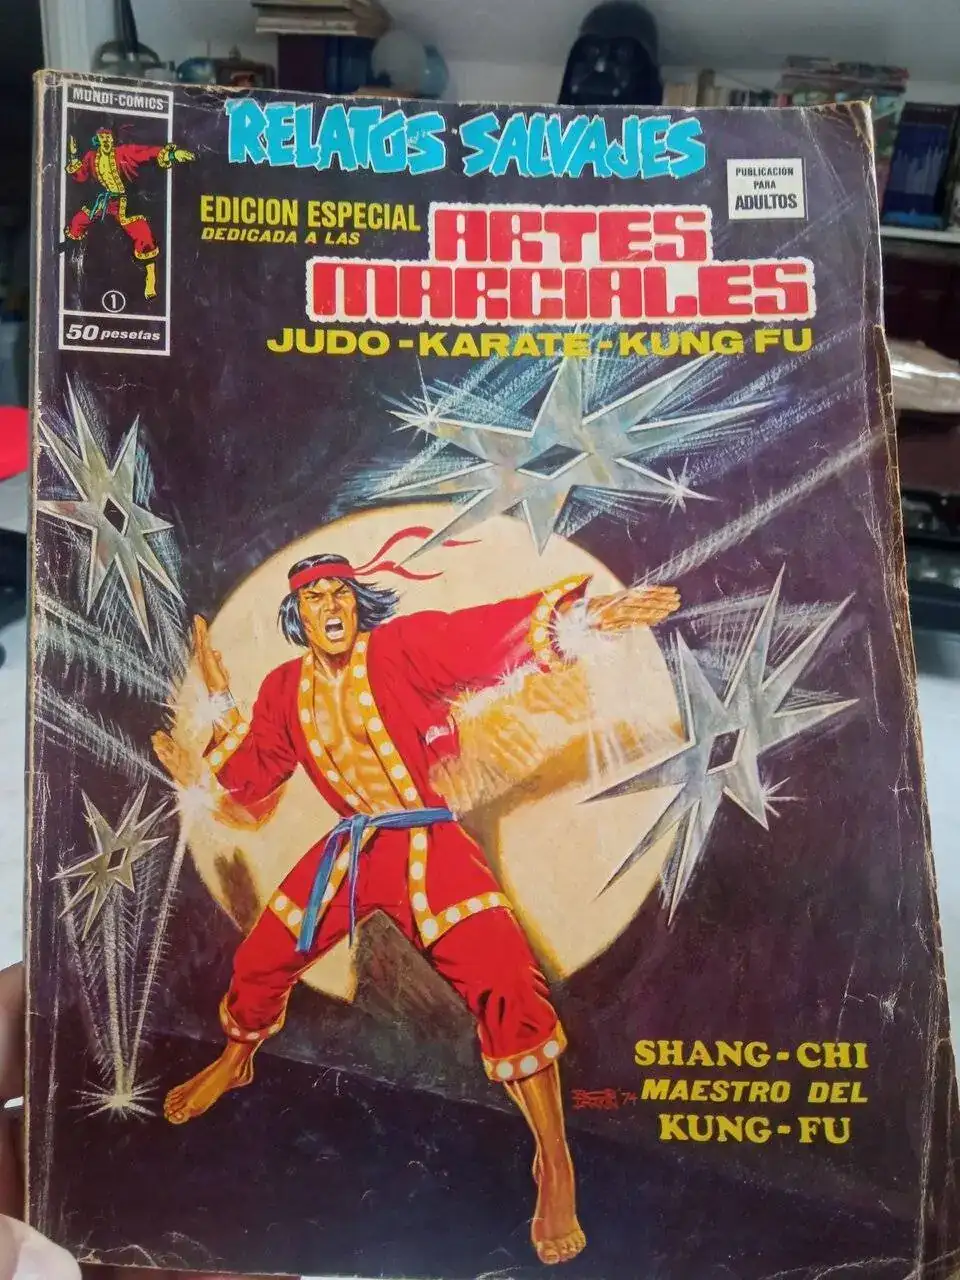 MUNDI-COMICS
RELATOS SALVAJES
PUBLICACION
PARA
ADULTOS
EDICION ESPECIAL
DEDICADA A LAS
ARTES
MARCIALES
JUDO - KARATE - KUNG FU
1
50 pesetas
SHANG-CHI
MAESTRO DEL
KUNG-FU
74